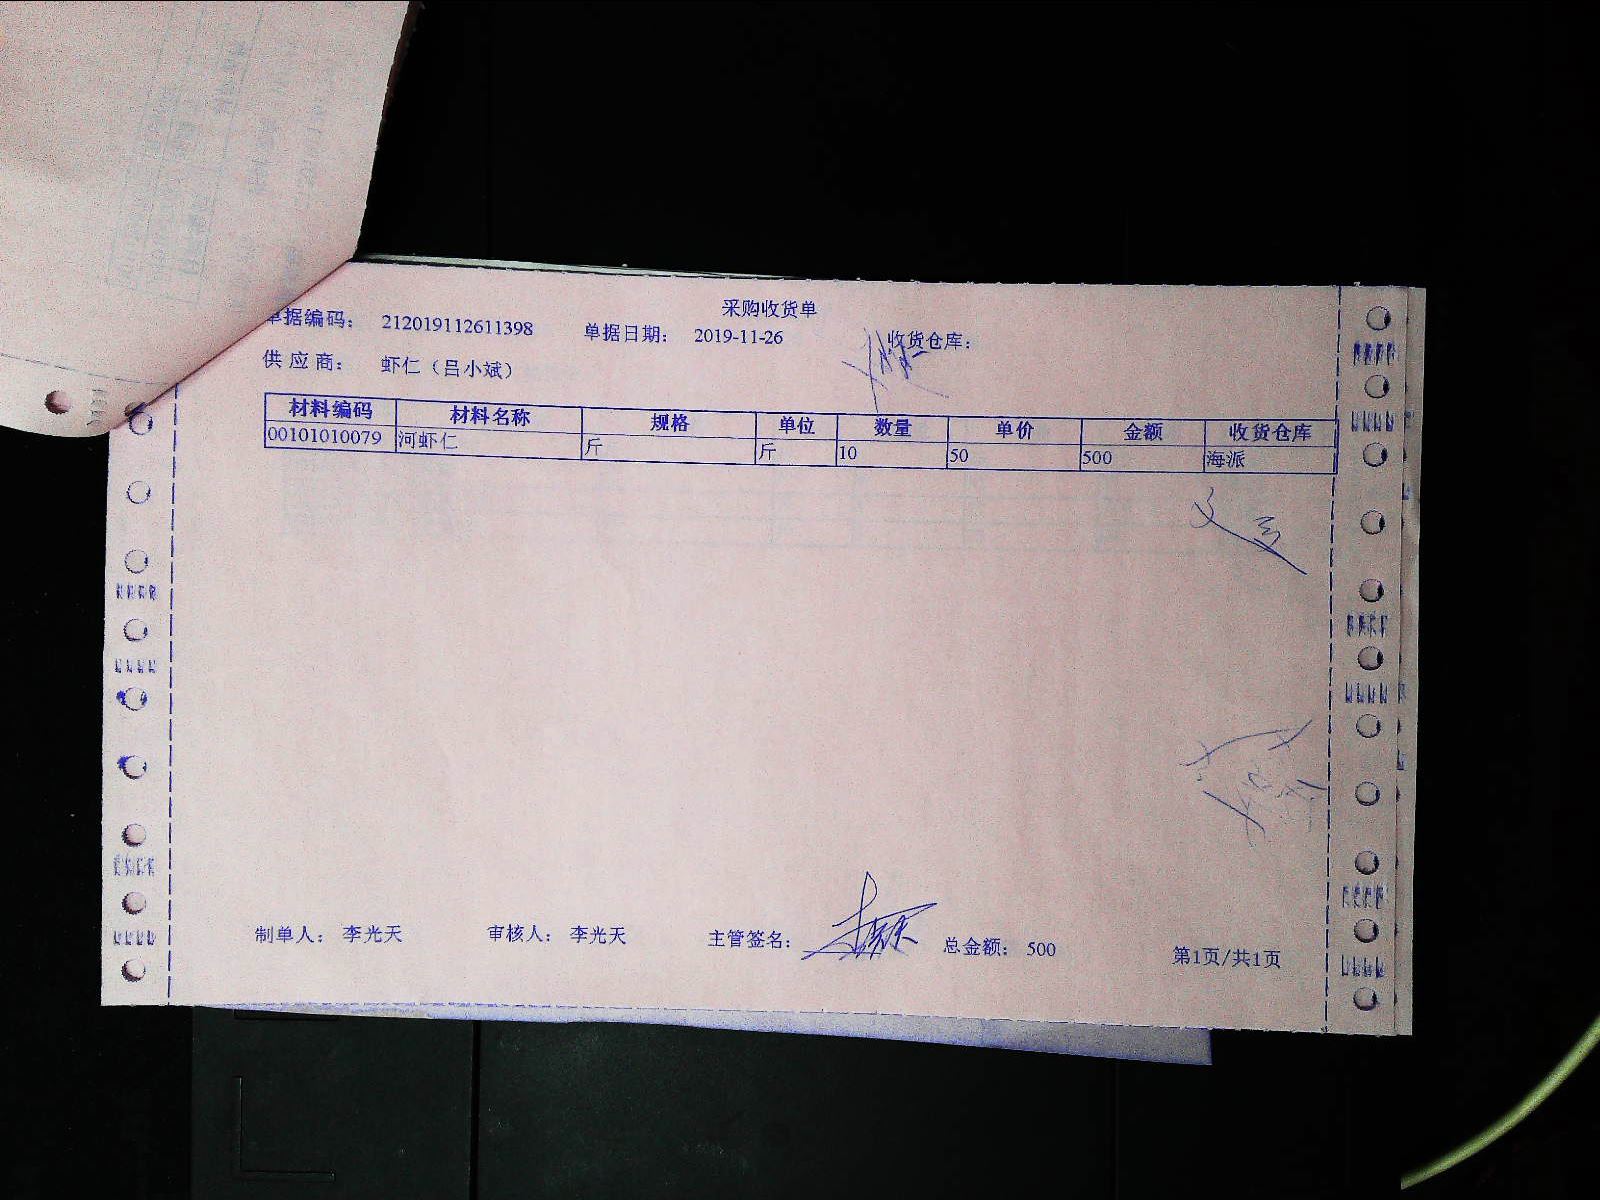 采购收货单
单据编码： 212019112611398 单据日期： 2019-11-26 收货仓库：
供应商： 虾仁（吕小斌）
材料编码 材料名称 规格 单位 数量 单价 金额 收货仓库
00101010079 河虾仁 斤 斤 10 50 500 海派
制单人： 李光天 审核人： 李光天 主管签名： 总金额： 500 第1页/共1页